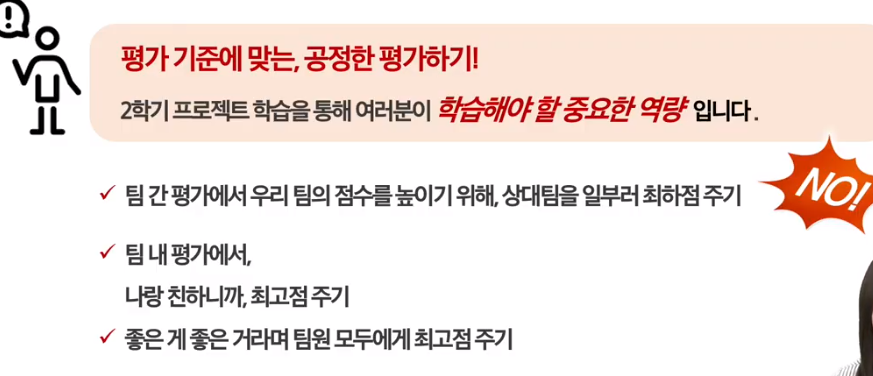 평가 기준에 맞는, 공정한 평가하기!
2학기 프로젝트 학습을 통해 여러분이 학습해야 할 중요한 역량 입니다.
✓ 팀 간 평가에서 우리 팀의 점수를 높이기 위해, 상대팀을 일부러 최하점 주기
NO!
✓ 팀 내 평가에서,
나랑 친하니까, 최고점 주기
✓ 좋은 게 좋은 거라며 팀원 모두에게 최고점 주기